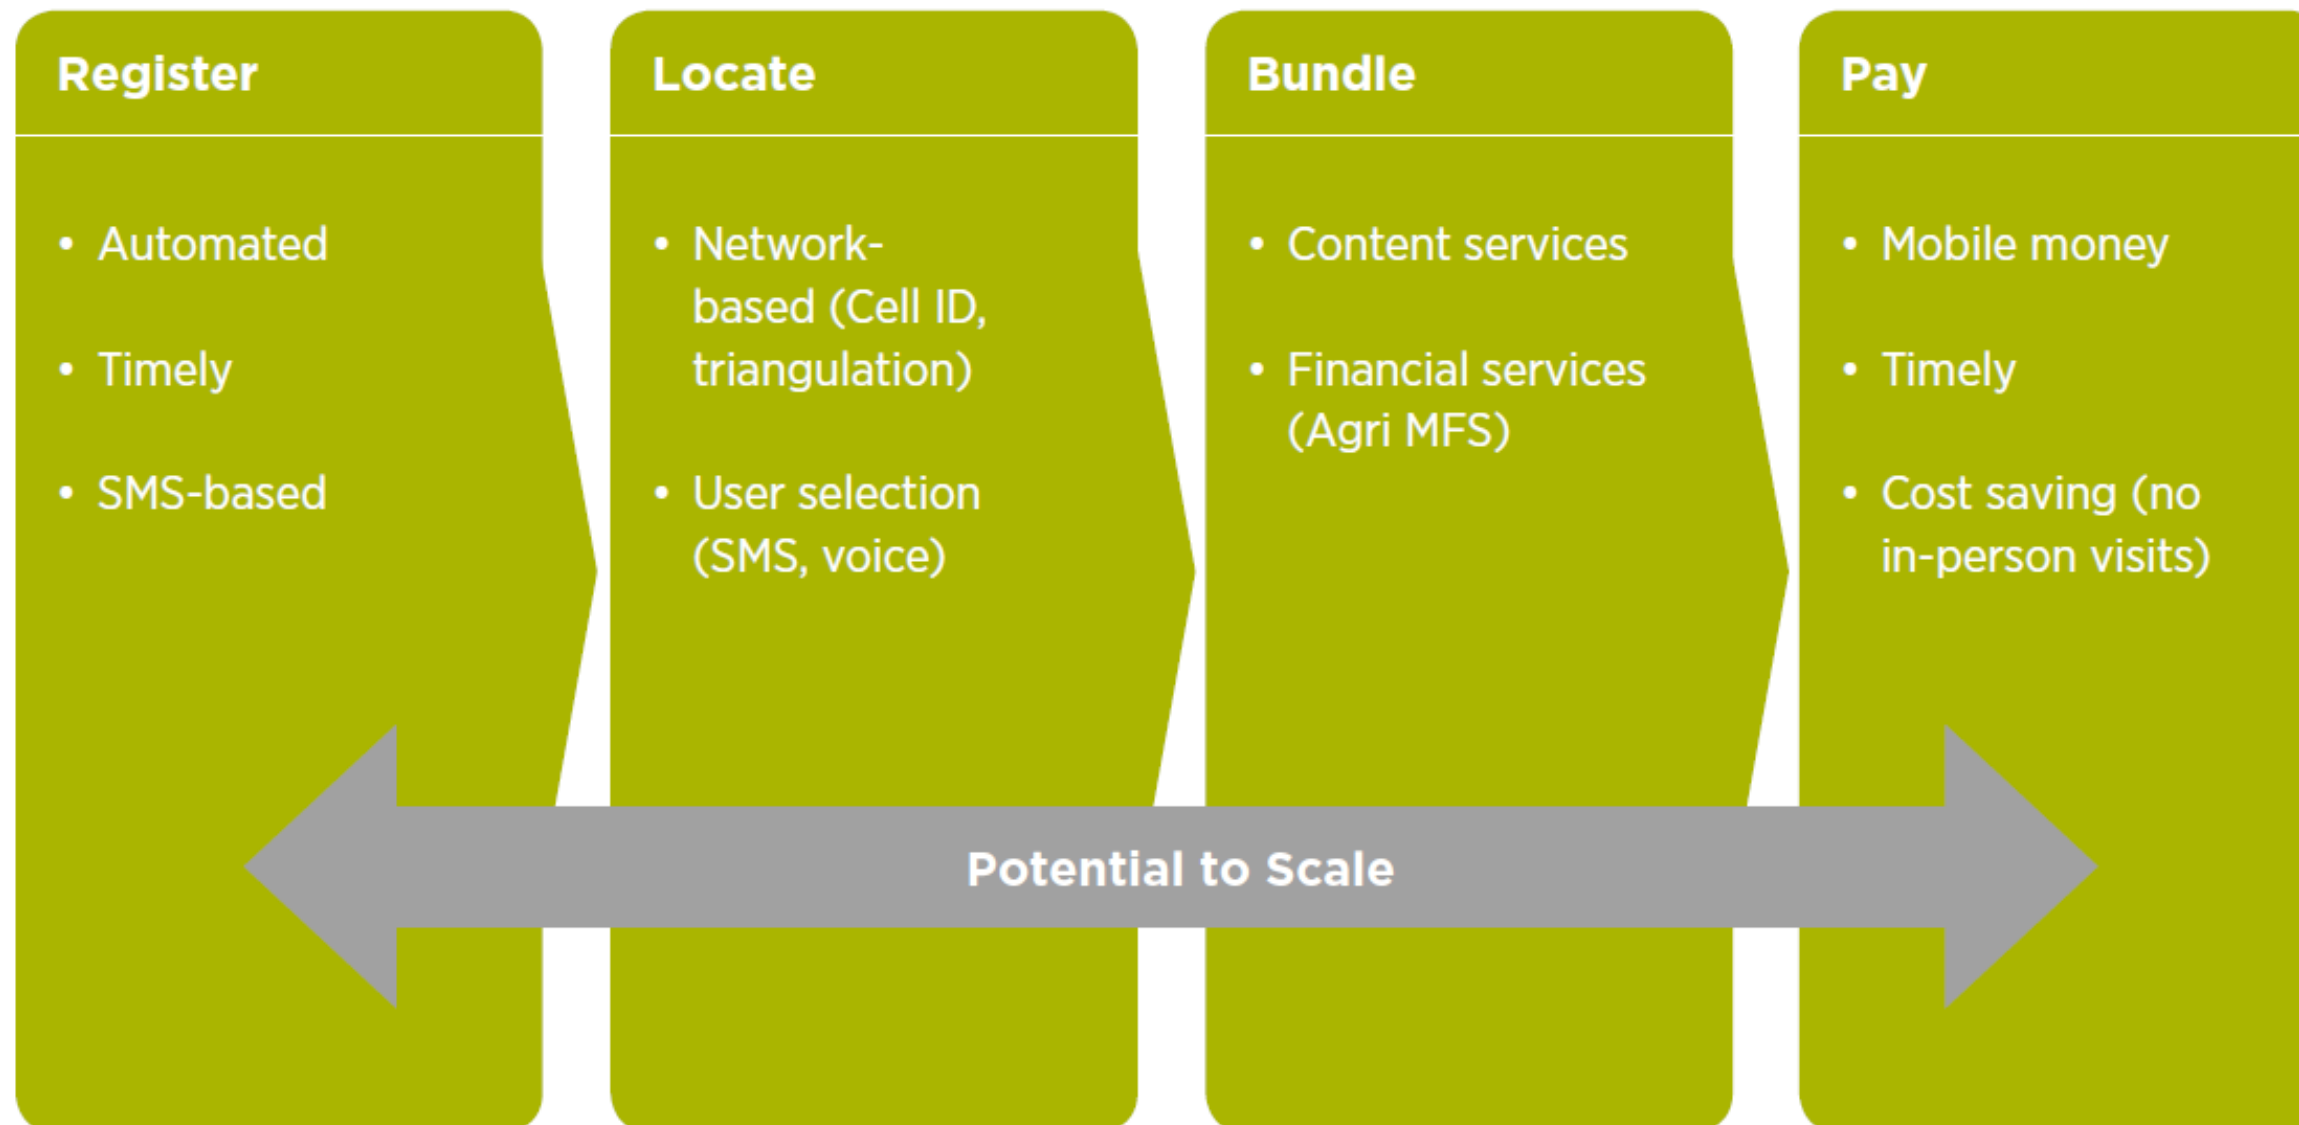 Register
• Automated
• Timely
• SMS-based
Locate
• Network-
based (Cell ID,
triangulation)
• User selection
(SMS, voice)
Bundle
• Content services
• Financial services
(Agri MFS)
Pay
• Mobile money
• Timely
• Cost saving (no
in-person visits)
Potential to Scale